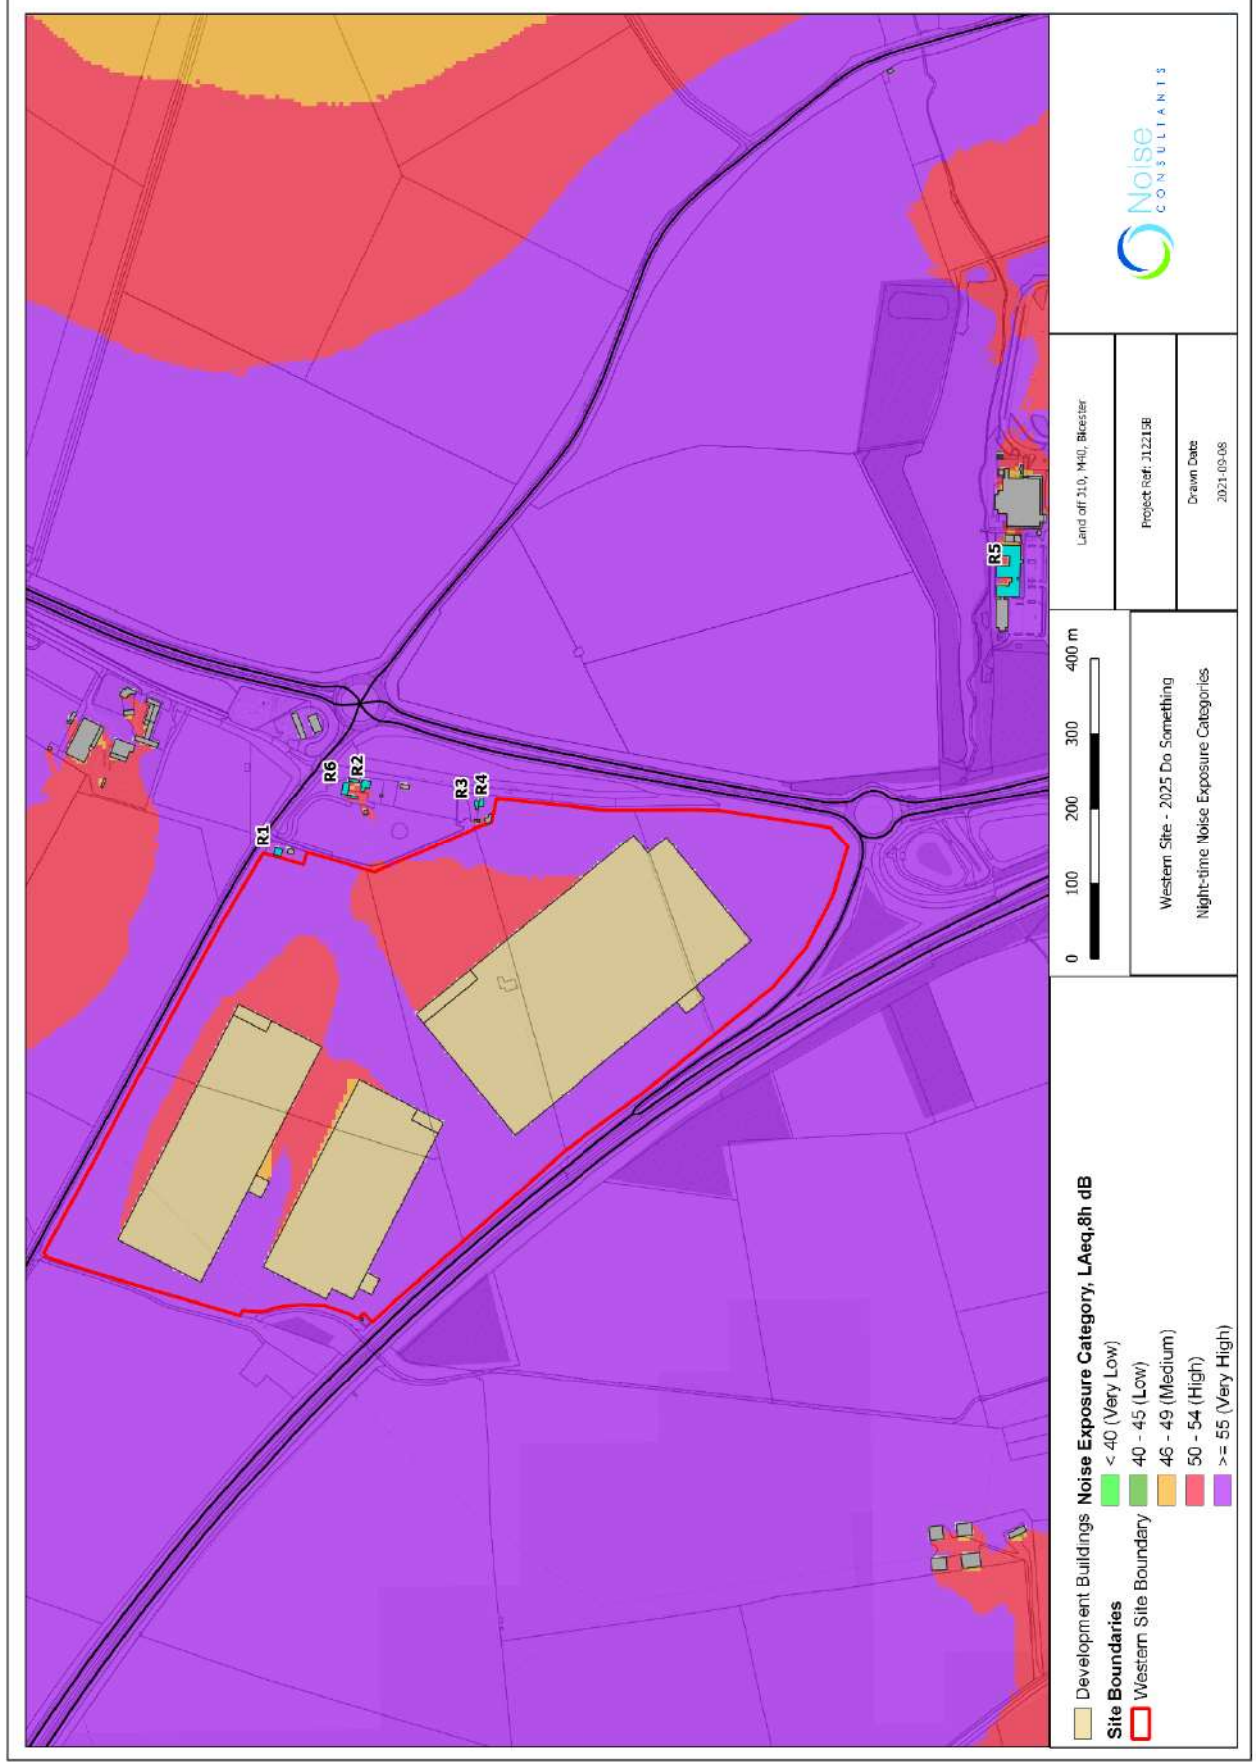 R1
R6
R2
R3
R4
R5
Development Buildings
Site Boundaries
Western Site Boundary
Noise Exposure Category, LAeq,8h dB
< 40 (Very Low)
40 - 45 (Low)
46 - 49 (Medium)
50 - 54 (High)
>= 55 (Very High)
0 100 200 300 400 m
Western Site - 2025 Do Something
Night-time Noise Exposure Categories
Land off J10, M40, Bicester
Project Ref: J12215B
Drawn Date
2021-09-08
Noise
CONSULTANTS